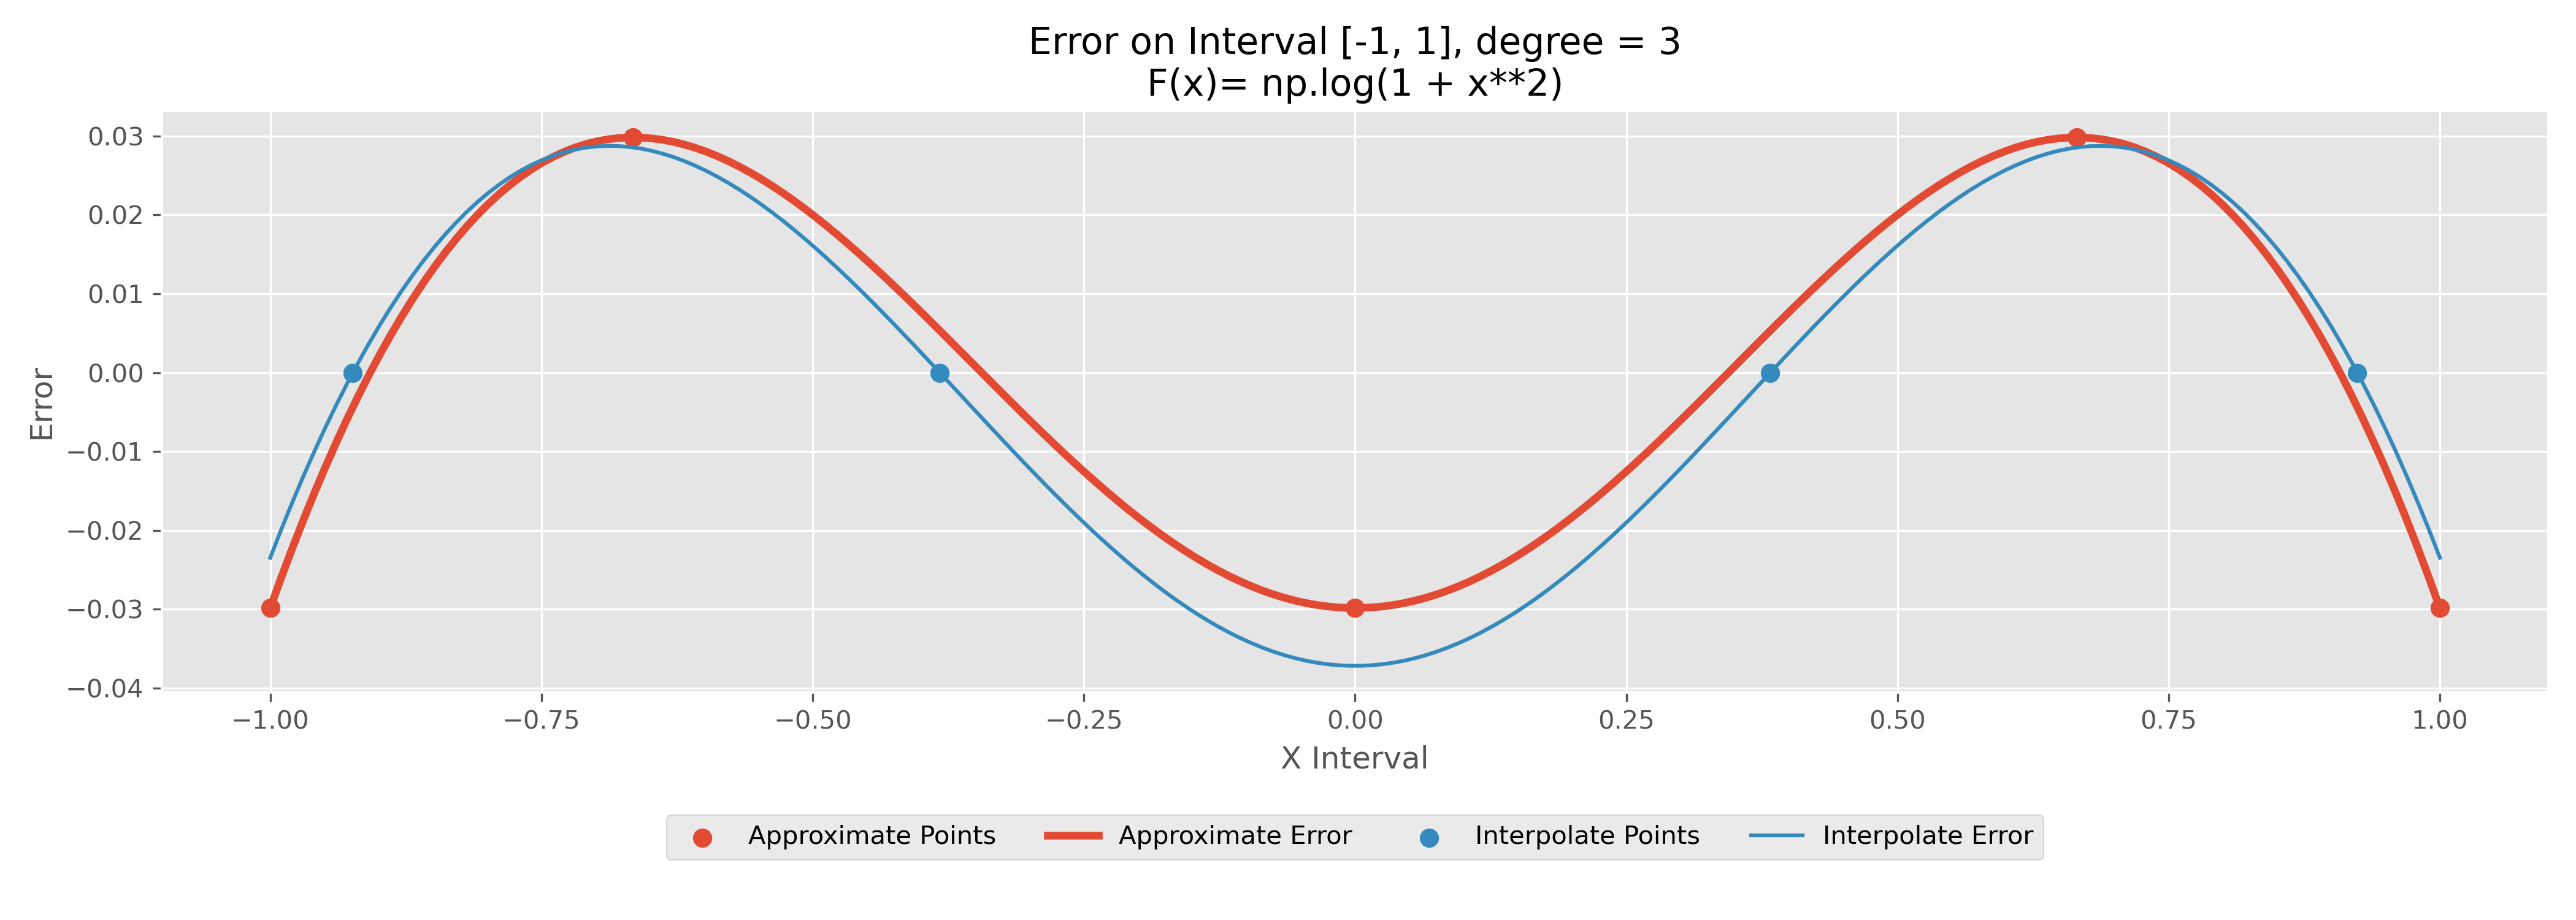 Error on Interval [-1, 1], degree = 3
F(x)= np.log(1 + x**2)
0.03
0.02
0.01
0.00
−0.01
−0.02
−0.03
−0.04
Error
−1.00 −0.75 −0.50 −0.25 0.00 0.25 0.50 0.75 1.00
X Interval
Approximate Points Approximate Error Interpolate Points Interpolate Error